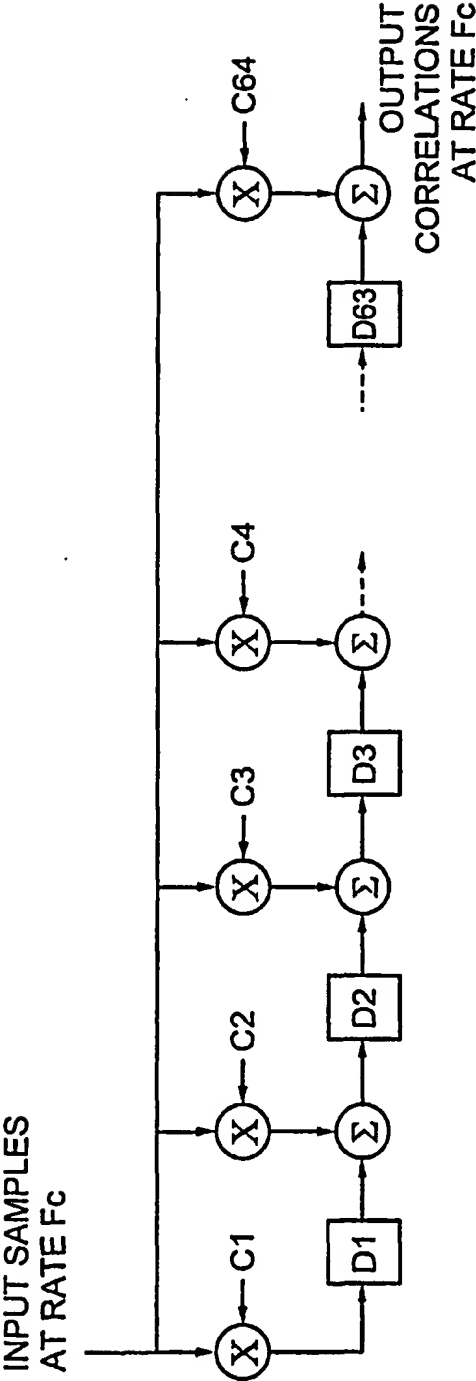 INPUT SAMPLES
AT RATE Fc
C1
C2
C3
C4
C64
X
X
X
X
X
D1
Σ
D2
Σ
D3
Σ
D63
Σ
OUTPUT
CORRELATIONS
AT RATE Fc